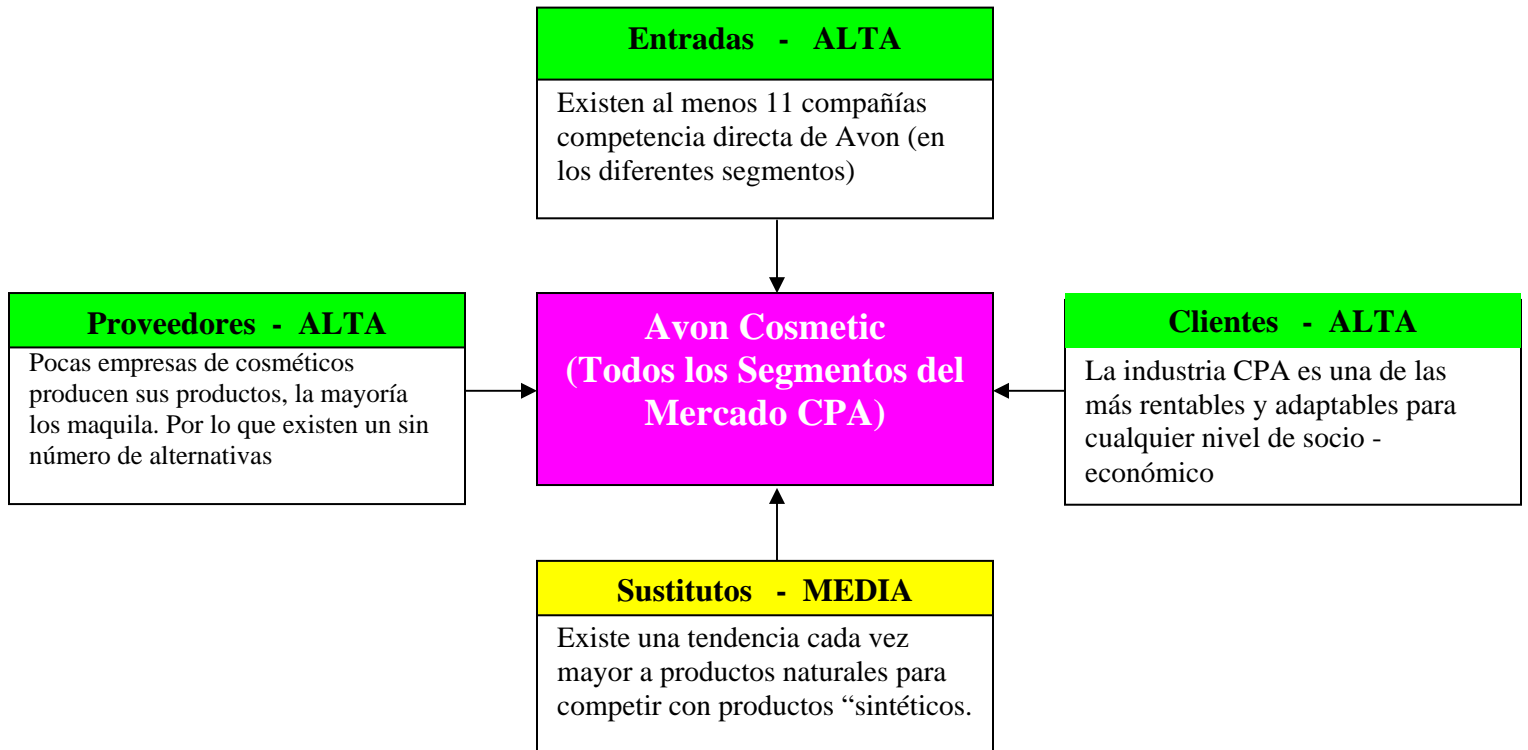 Entradas - ALTA
Existen al menos 11 compañías
competencia directa de Avon (en
los diferentes segmentos)
Proveedores - ALTA
Pocas empresas de cosméticos
producen sus productos, la mayoría
los maquila. Por lo que existen un sin
número de alternativas
Avon Cosmetic
(Todos los Segmentos del
Mercado CPA)
Clientes - ALTA
La industria CPA es una de las
más rentables y adaptables para
cualquier nivel de socio -
económico
Sustitutos - MEDIA
Existe una tendencia cada vez
mayor a productos naturales para
competir con productos “sintéticos.